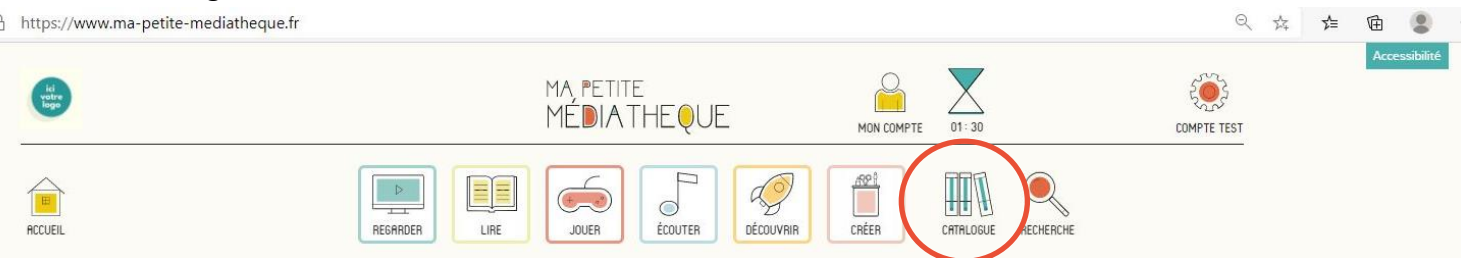 https://www.ma-petite-mediatheque.fr
Accessibilité
ici
votre
logo
MA PETITE
MÉDIATHEQUE
MON COMPTE
01:30
COMPTE TEST
ACCUEIL
REGARDER
LIRE
JOUER
ÉCOUTER
DÉCOUVRIR
CRÉER
CATALOGUE
RECHERCHE